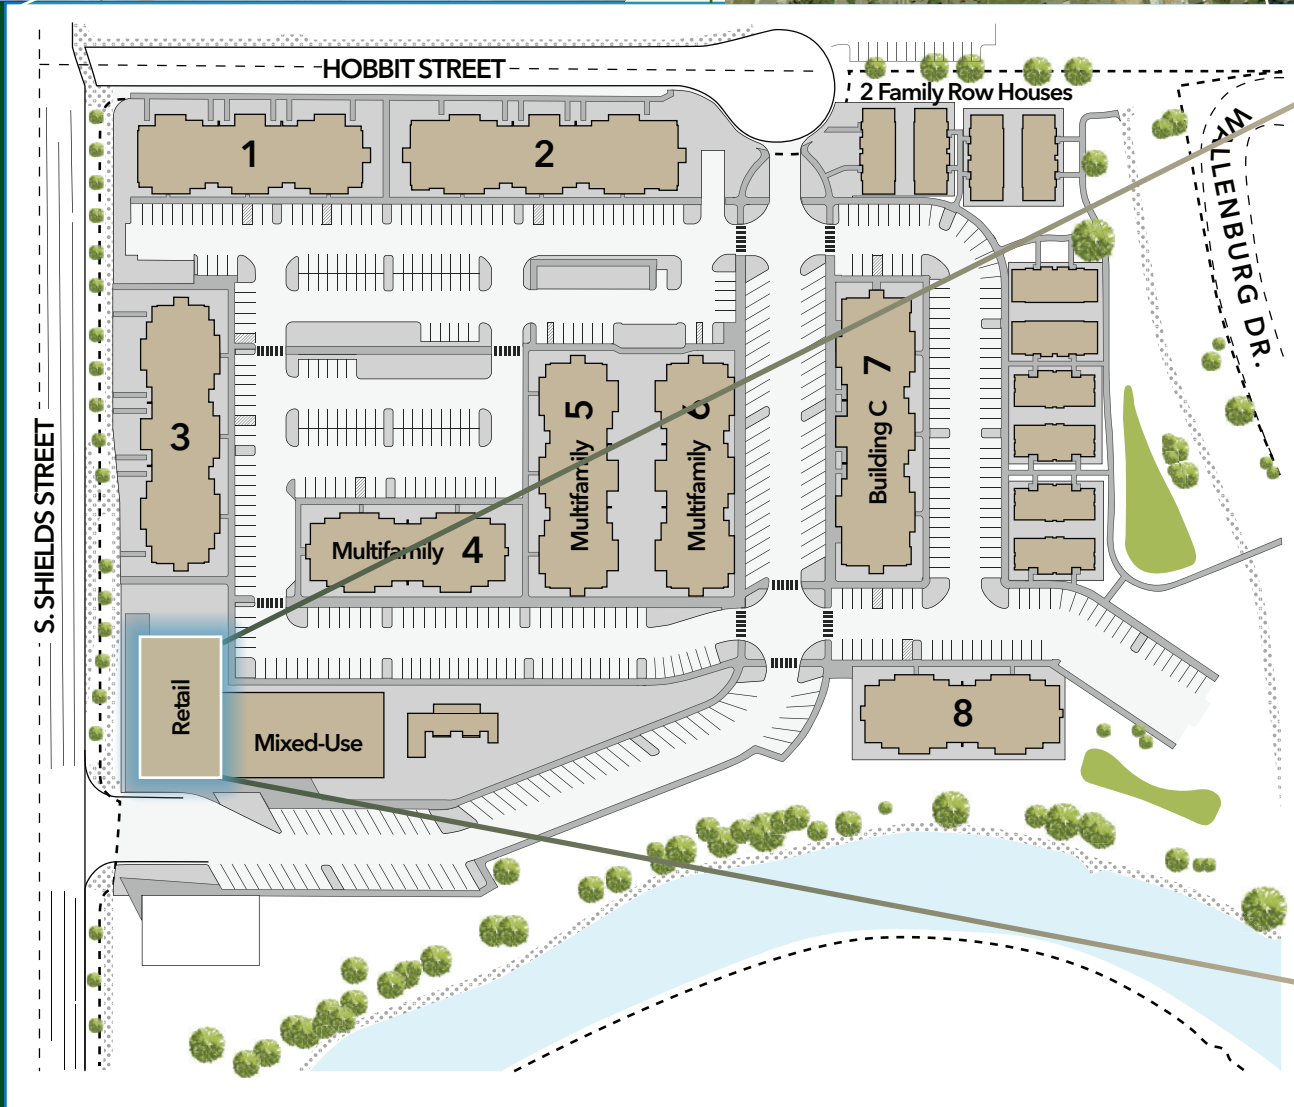 HOBBIT STREET
2 Family Row Houses
WALLENBURG DR.
S. SHIELDS STREET
1
2
3
Multifamily 4
Multifamily 5
Multifamily 6
Building C 7
8
Retail
Mixed-Use